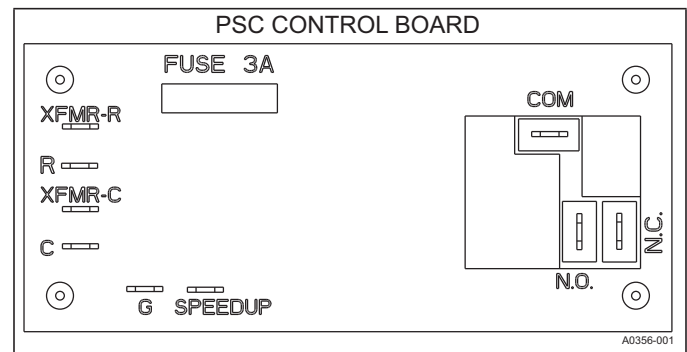 PSC CONTROL BOARD
FUSE 3A
XFMR-R
COM
R
XFMR-C
C
N.C.
N.O.
G SPEEDUP
A0356-001